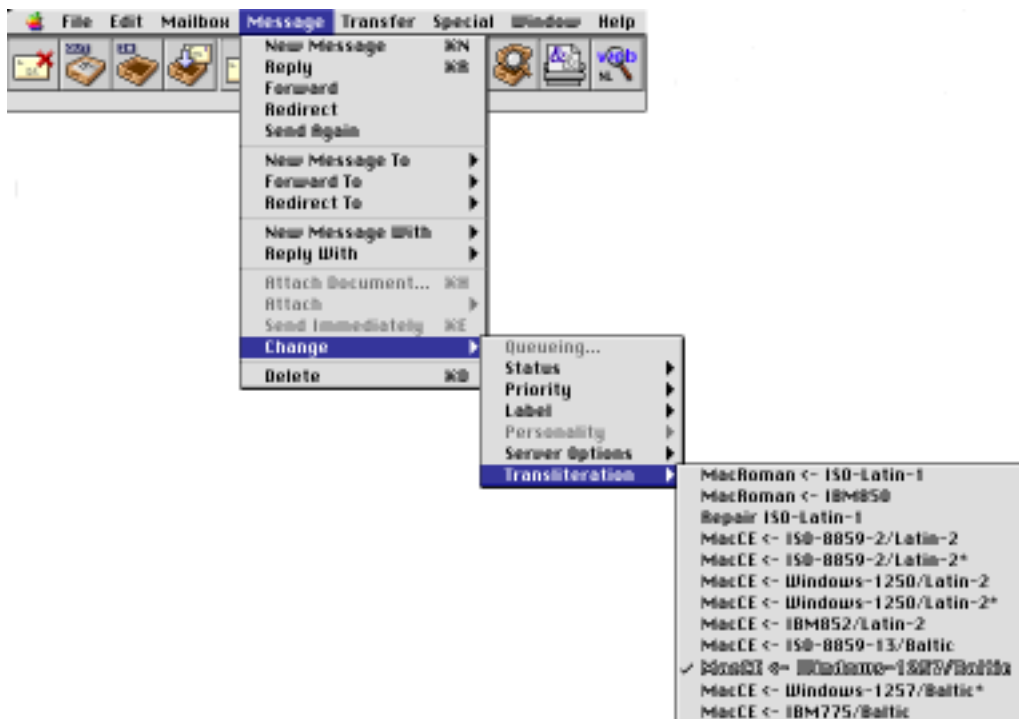 File Edit Mailbox Message Transfer Special Window Help
New Message ⌘N
Reply ⌘R
Forward
Redirect
Send Again
New Message To
Forward To
Redirect To
New Message With
Reply With
Attach Document... ⌘H
Attach
Send Immediately ⌘E
Change
Delete ⌘D
Queueing...
Status
Priority
Label
Personality
Server Options
Transliteration
MacRoman <- ISO-Latin-1
MacRoman <- IBM850
Repair ISO-Latin-1
MacCE <- ISO-8859-2/Latin-2
MacCE <- ISO-8859-2/Latin-2*
MacCE <- Windows-1250/Latin-2
MacCE <- Windows-1250/Latin-2*
MacCE <- IBM852/Latin-2
MacCE <- ISO-8859-13/Baltic
✓ MacCE <- Windows-1257/Baltic
MacCE <- Windows-1257/Baltic*
MacCE <- IBM775/Baltic